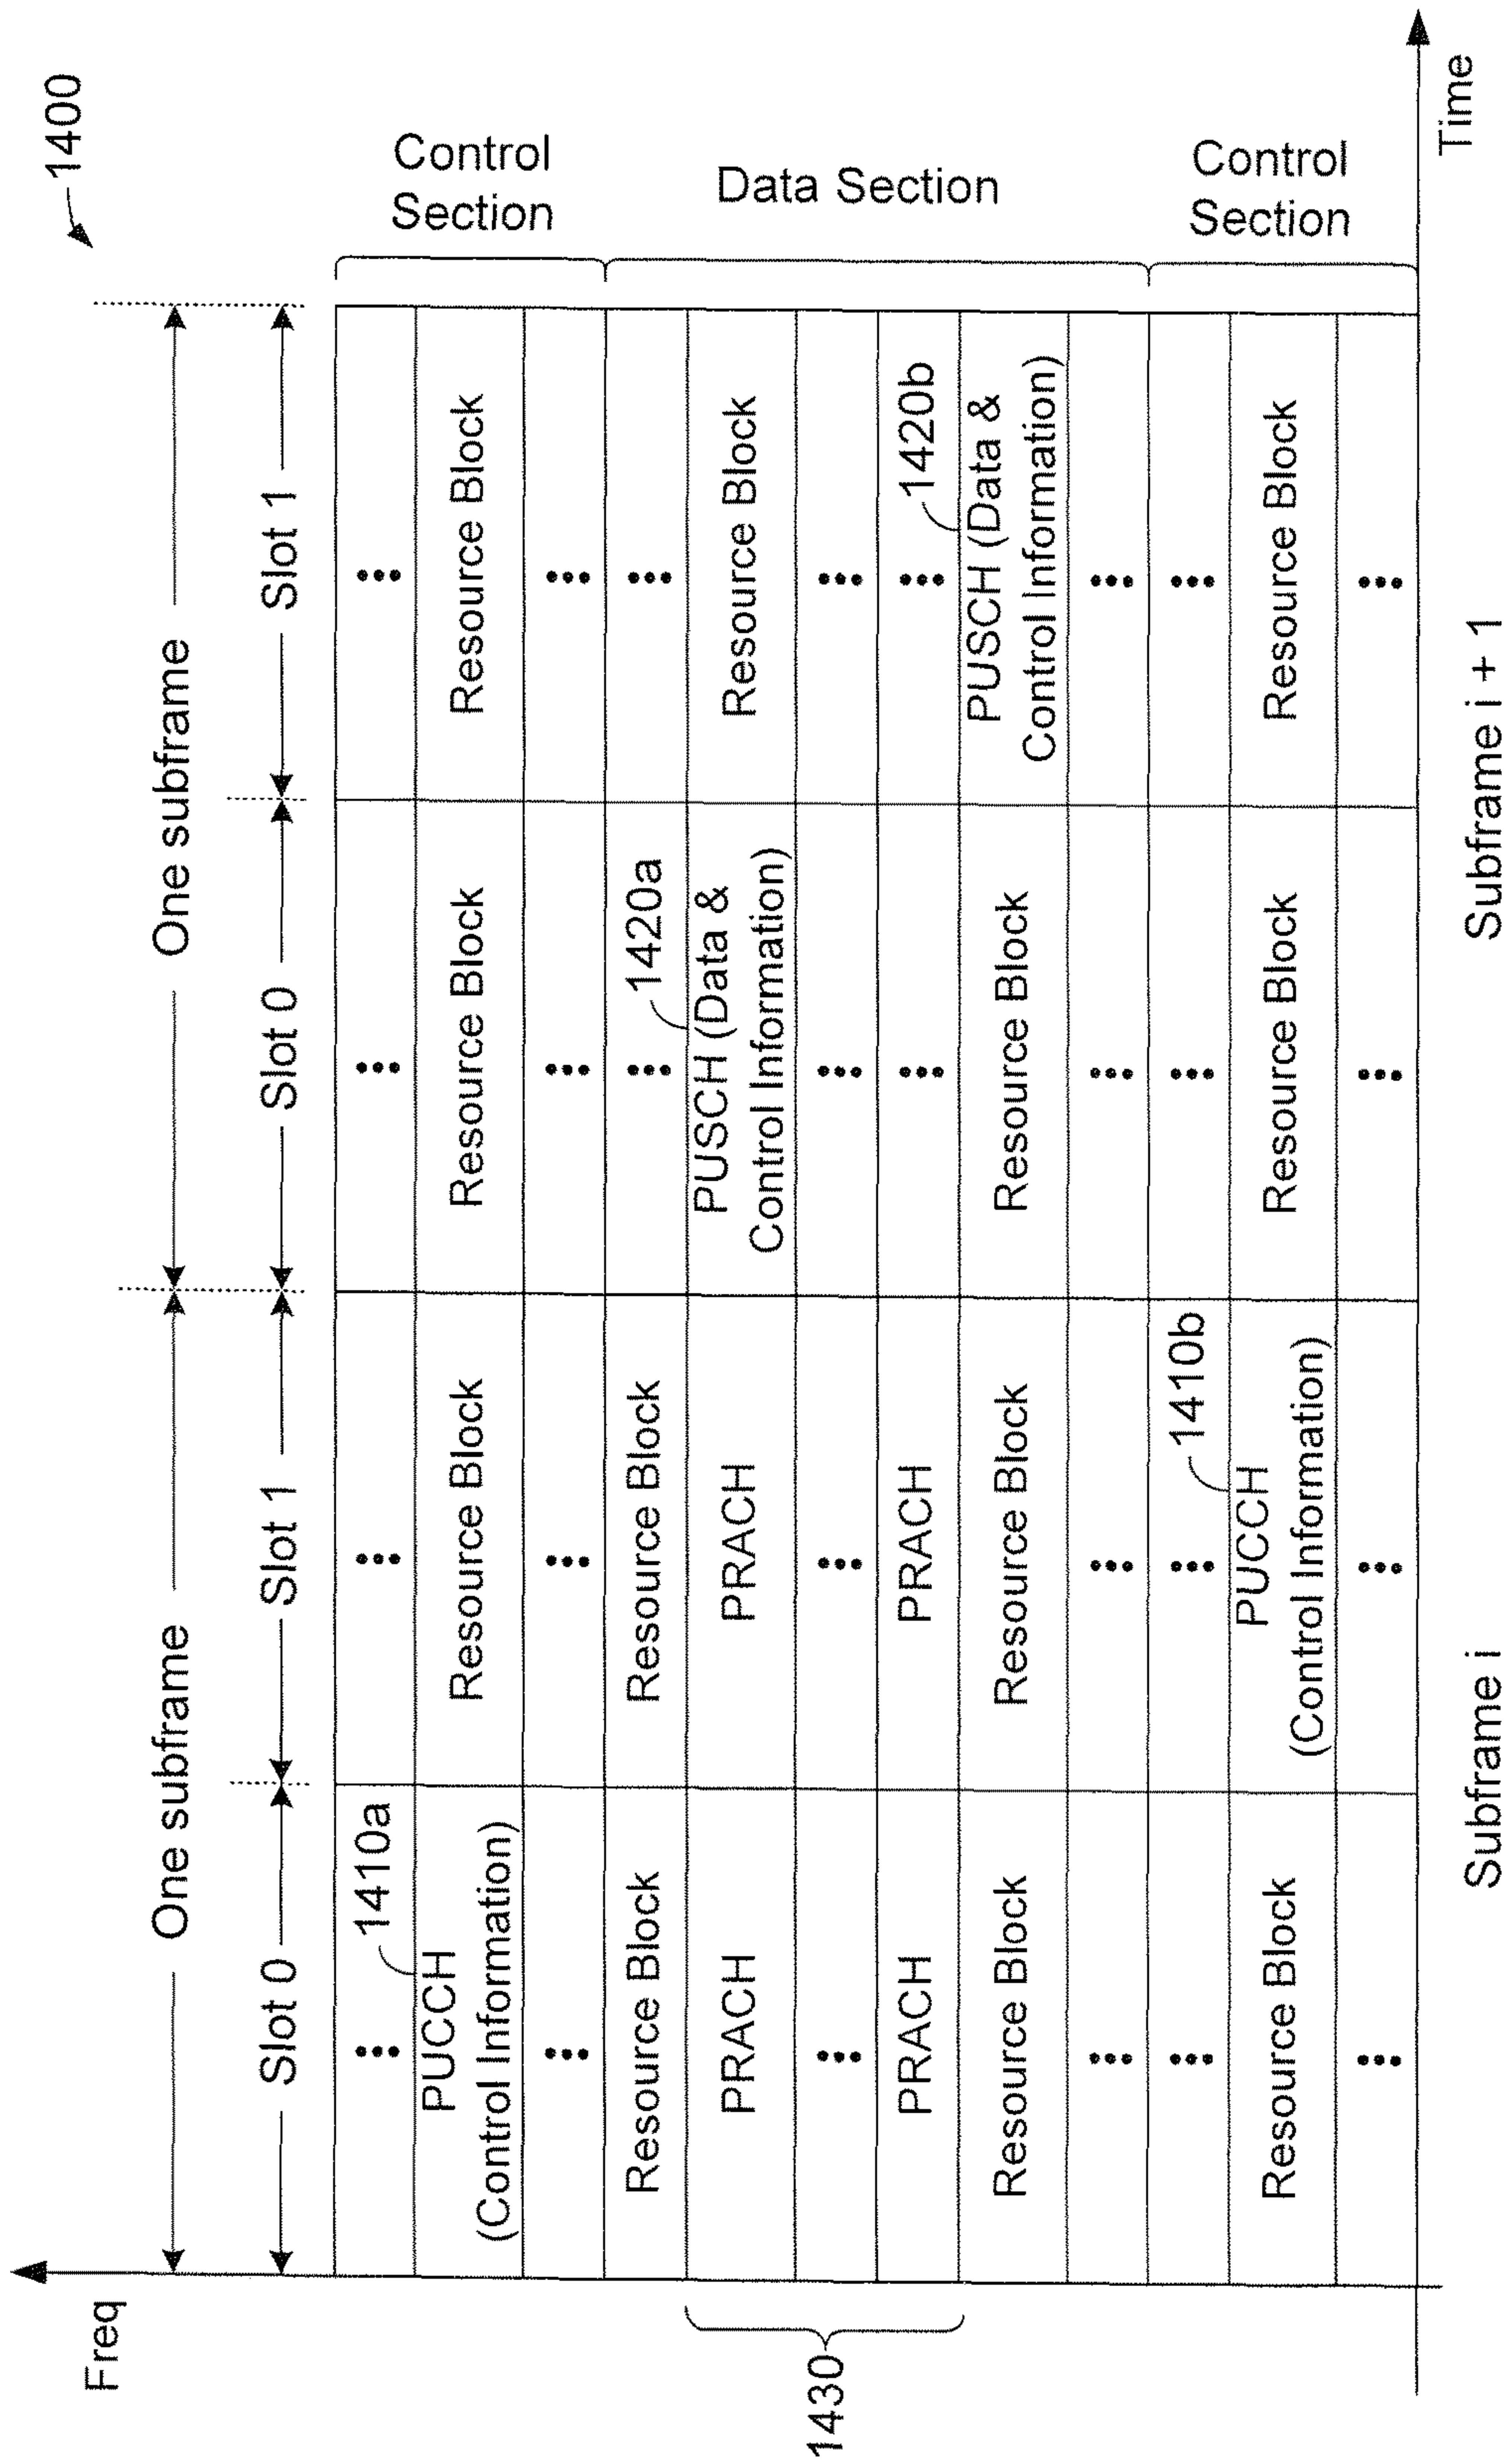 1400
Freq
One subframe
One subframe
Slot 0
Slot 1
Slot 0
Slot 1
Control
Section
Data Section
Control
Section
⋮ 1410a
⋮
⋮
⋮
PUCCH
(Control Information)
Resource Block
Resource Block
Resource Block
⋮
⋮
⋮
⋮
Resource Block
Resource Block
⋮ 1420a
⋮
1430
PRACH
PRACH
PUSCH (Data &
Control Information)
Resource Block
⋮
⋮
⋮
⋮
PRACH
PRACH
⋮
⋮ 1420b
Resource Block
Resource Block
Resource Block
PUSCH (Data &
Control Information)
⋮
⋮
⋮
⋮
⋮
⋮ 1410b
⋮
⋮
Resource Block
PUCCH
(Control Information)
Resource Block
Resource Block
⋮
⋮
⋮
⋮
Time
Subframe i
Subframe i + 1